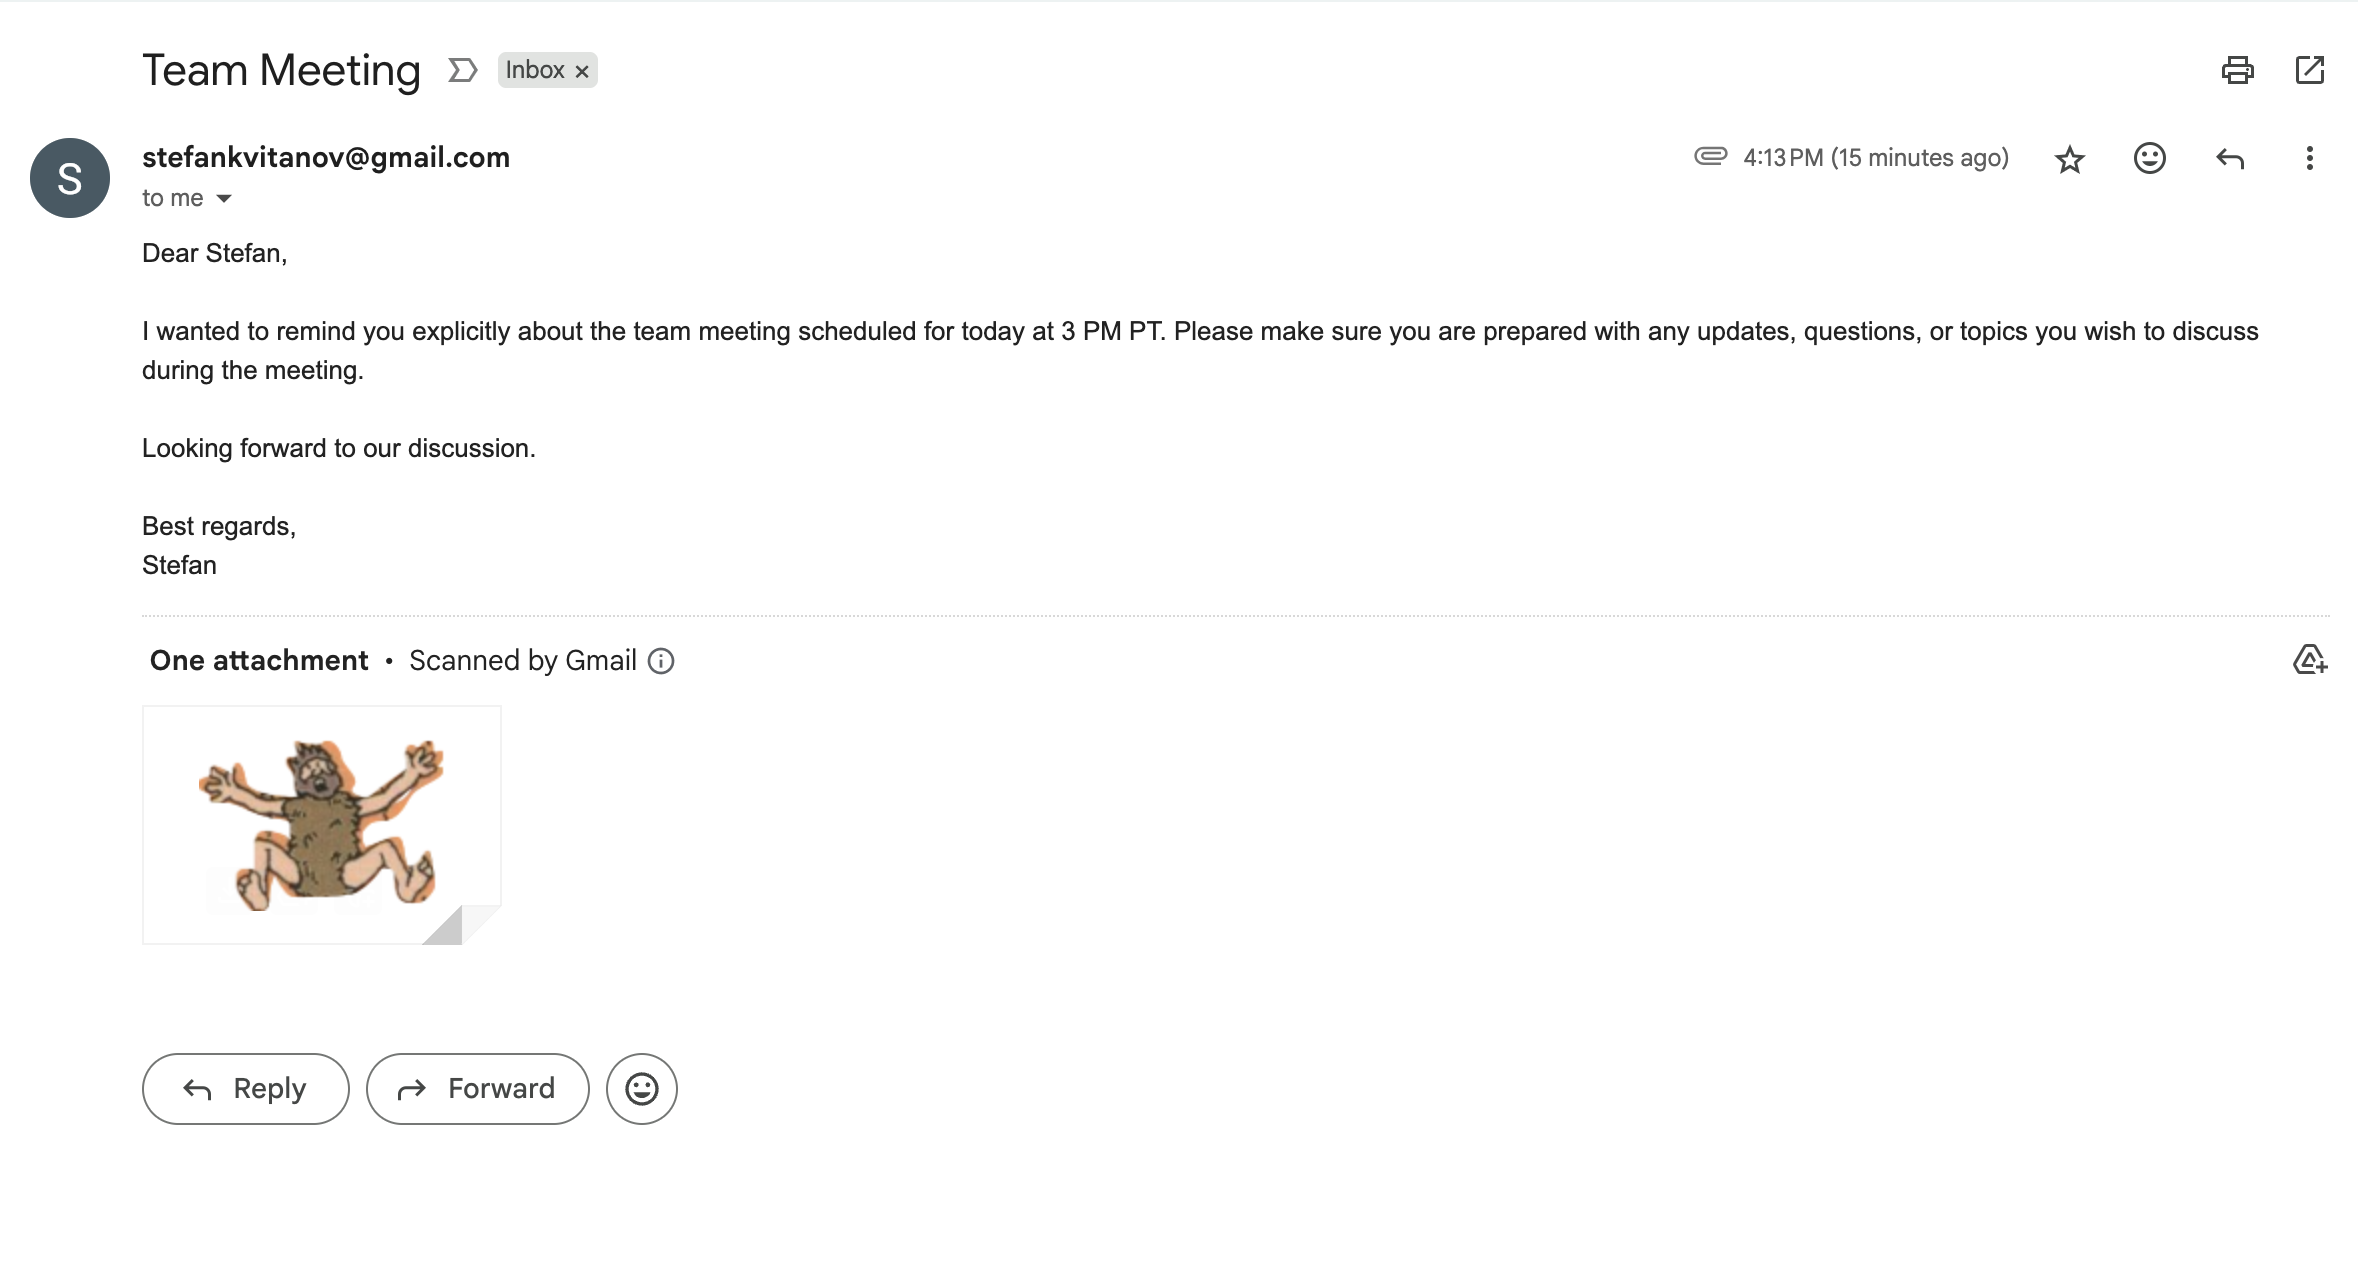 Team Meeting
Inbox ×
S
stefankvitanov@gmail.com
4:13 PM (15 minutes ago)
to me
Dear Stefan,
I wanted to remind you explicitly about the team meeting scheduled for today at 3 PM PT. Please make sure you are prepared with any updates, questions, or topics you wish to discuss
during the meeting.
Looking forward to our discussion.
Best regards,
Stefan
One attachment • Scanned by Gmail
Reply
Forward